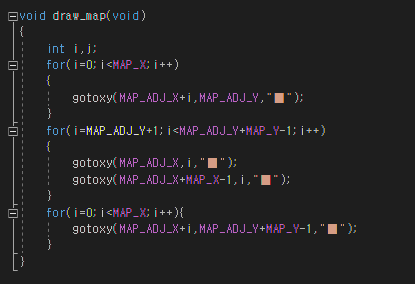 void draw_map(void)
{
int i,j;
for(i=0;i<MAP_X;i++)
{
gotoxy(MAP_ADJ_X+i,MAP_ADJ_Y,"■");
}
for(i=MAP_ADJ_Y+1;i<MAP_ADJ_Y+MAP_Y-1;i++)
{
gotoxy(MAP_ADJ_X,i,"■");
gotoxy(MAP_ADJ_X+MAP_X-1,i,"■");
}
for(i=0;i<MAP_X;i++){
gotoxy(MAP_ADJ_X+i,MAP_ADJ_Y+MAP_Y-1,"■");
}
}